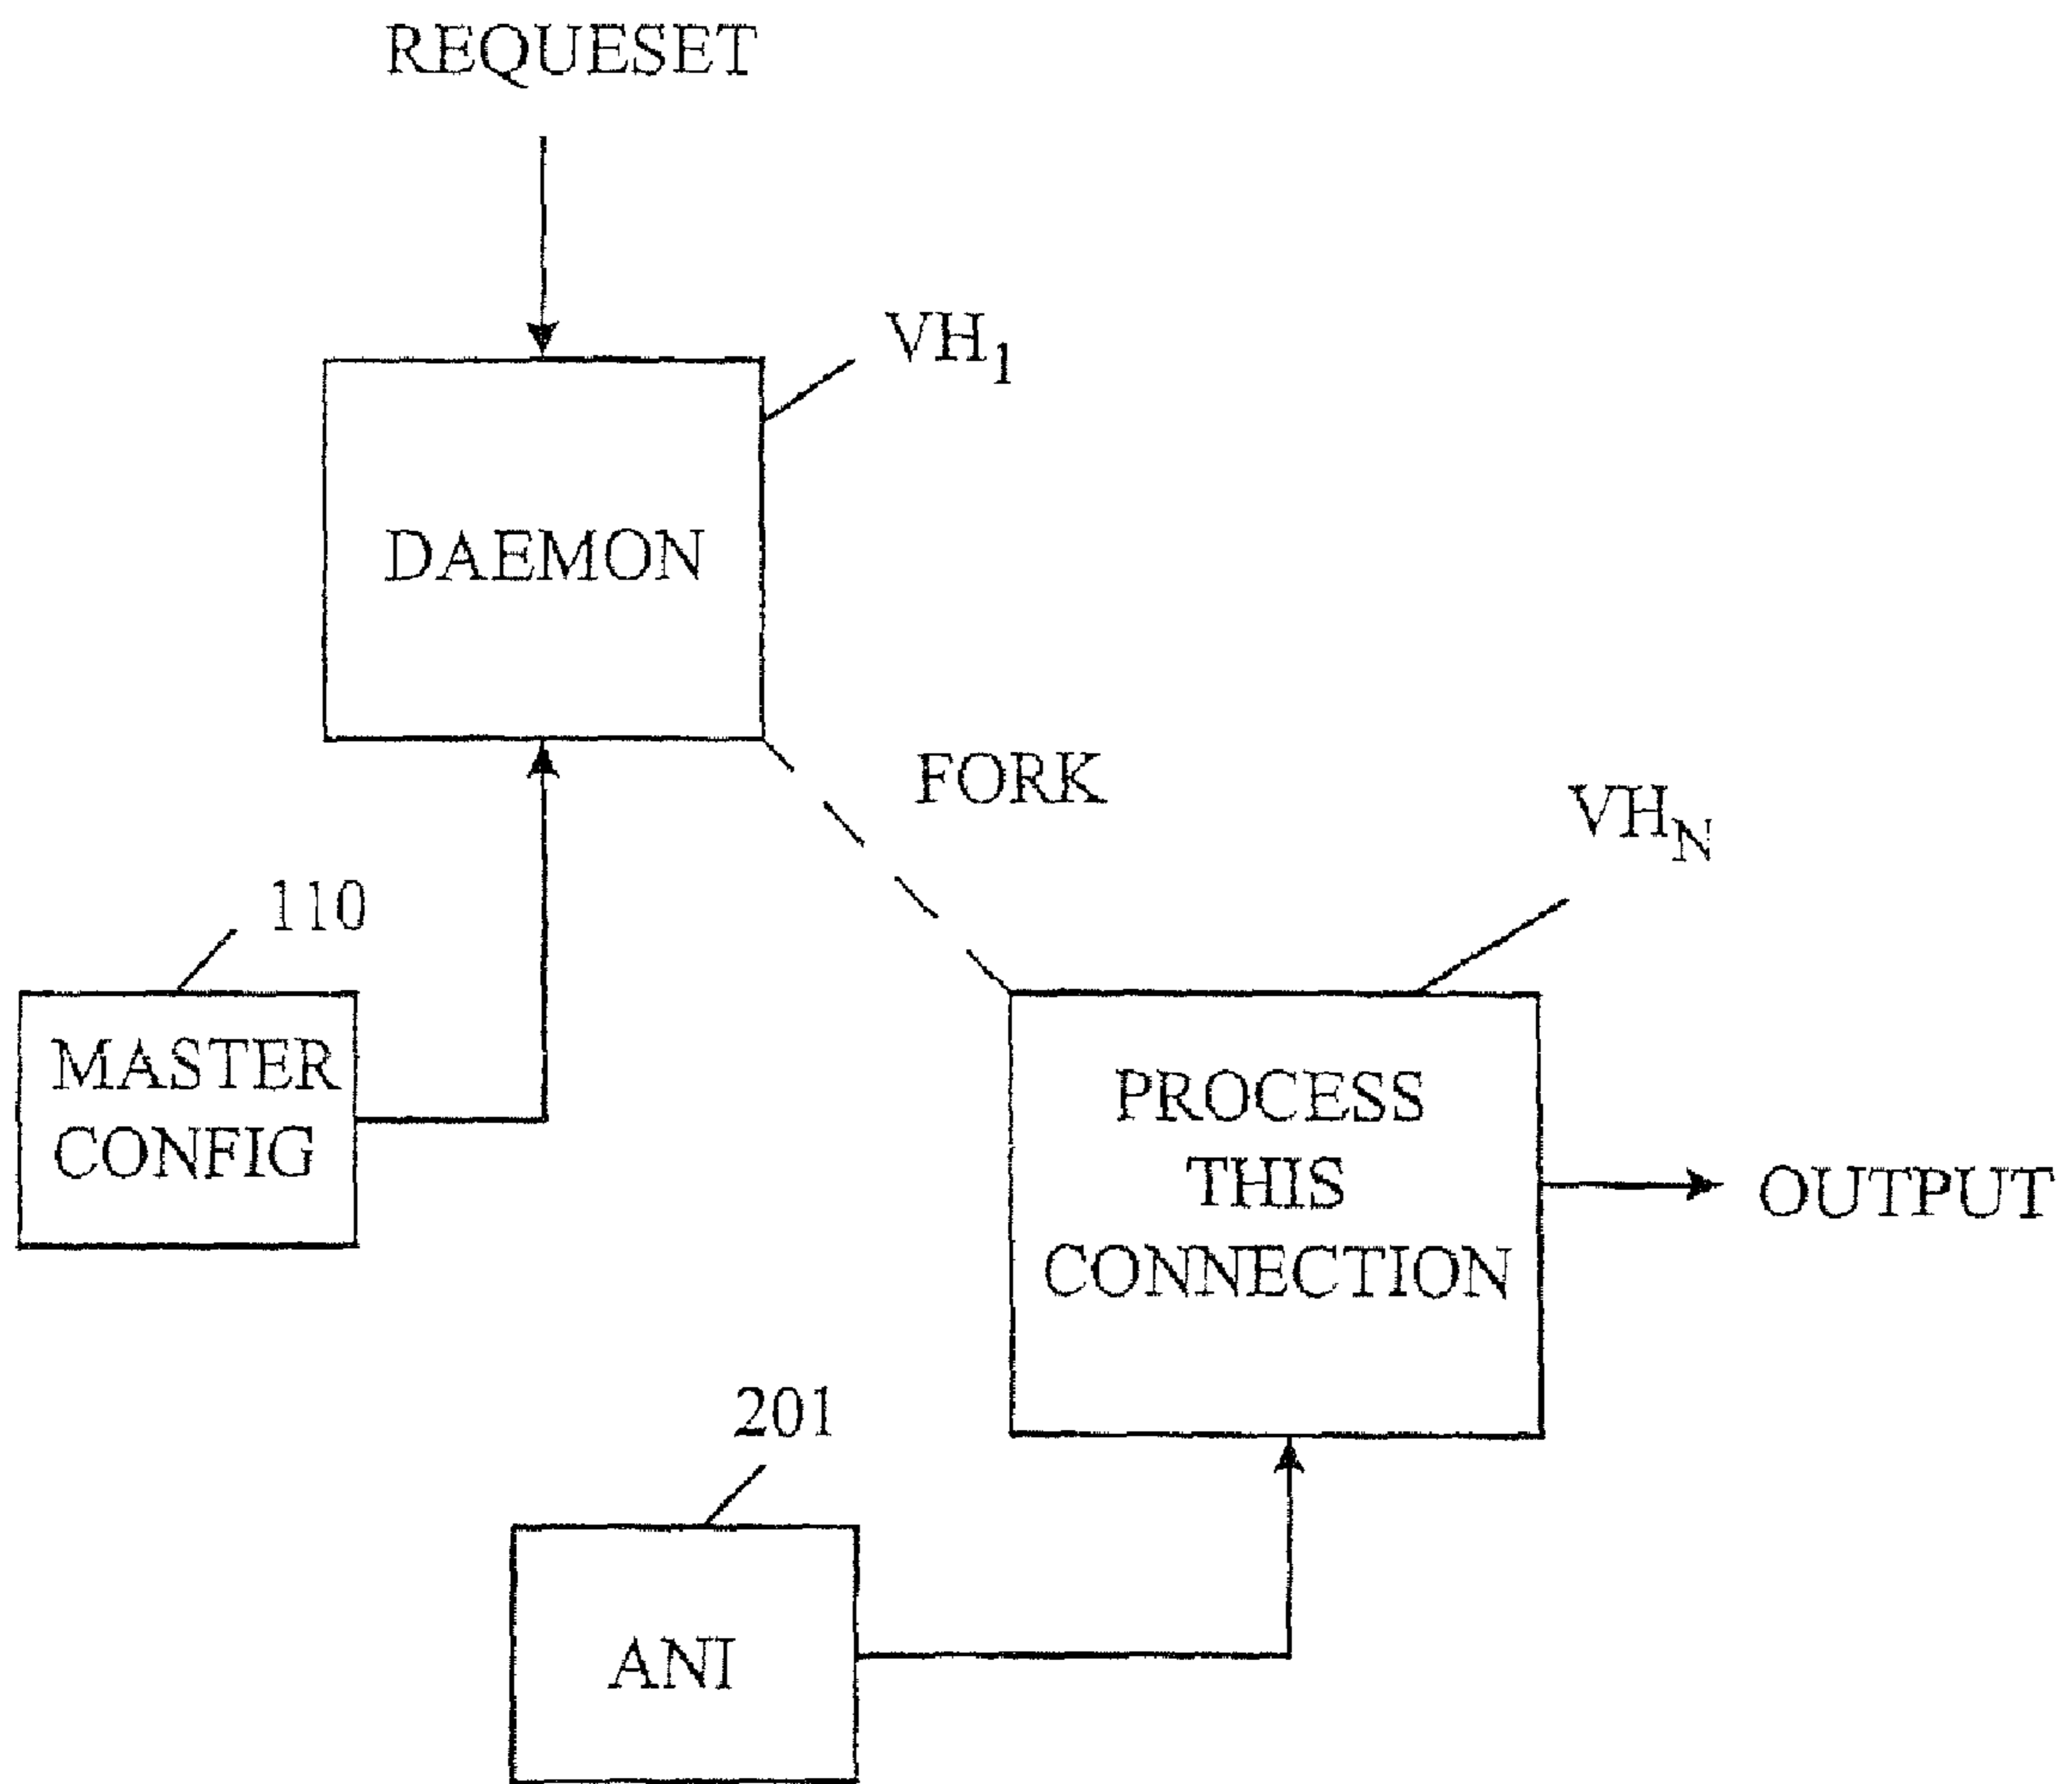 REQUESET
VH1
DAEMON
FORK
VHN
110
MASTER
CONFIG
PROCESS
THIS
CONNECTION
OUTPUT
201
ANI